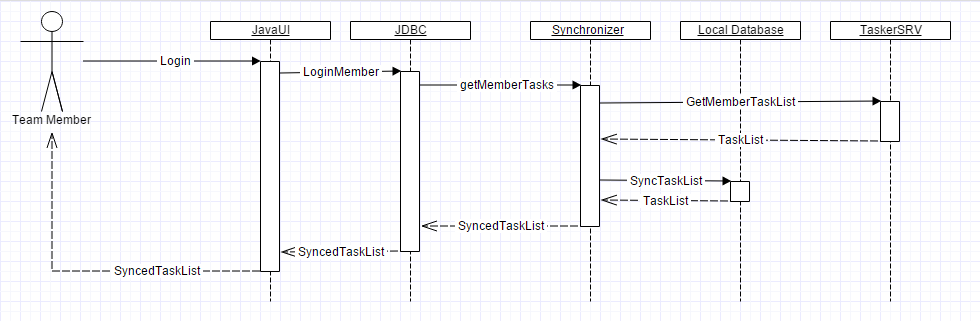 JavaUI
JDBC
Synchronizer
Local Database
TaskerSRV
Login
LoginMember
getMemberTasks
GetMemberTaskList
Team Member
TaskList
SyncTaskList
TaskList
SyncedTaskList
SyncedTaskList
SyncedTaskList